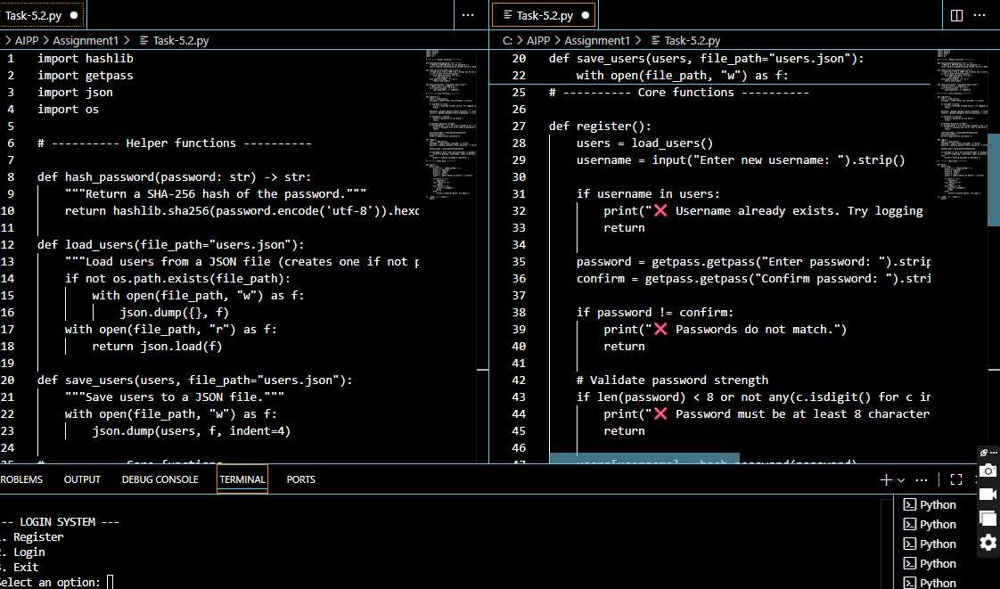 Task-5.2.py
AIPP > Assignment1 > Task-5.2.py
1 import hashlib
2 import getpass
3 import json
4 import os
5
6 # ---------- Helper functions ----------
7
8 def hash_password(password: str) -> str:
9 """Return a SHA-256 hash of the password."""
10 return hashlib.sha256(password.encode('utf-8')).hexd
11
12 def load_users(file_path="users.json"):
13 """Load users from a JSON file (creates one if not p
14 if not os.path.exists(file_path):
15 with open(file_path, "w") as f:
16 json.dump({}, f)
17 with open(file_path, "r") as f:
18 return json.load(f)
19
20 def save_users(users, file_path="users.json"):
21 """Save users to a JSON file."""
22 with open(file_path, "w") as f:
23 json.dump(users, f, indent=4)
24
Task-5.2.py
C: > AIPP > Assignment1 > Task-5.2.py
20 def save_users(users, file_path="users.json"):
22 with open(file_path, "w") as f:
25 # ---------- Core functions ----------
26
27 def register():
28 users = load_users()
29 username = input("Enter new username: ").strip()
30
31 if username in users:
32 print("❌ Username already exists. Try logging
33 return
34
35 password = getpass.getpass("Enter password: ").strip
36 confirm = getpass.getpass("Confirm password: ").stri
37
38 if password != confirm:
39 print("❌ Passwords do not match.")
40 return
41
42 # Validate password strength
43 if len(password) < 8 or not any(c.isdigit() for c in
44 print("❌ Password must be at least 8 character
45 return
46
ROBLEMS OUTPUT DEBUG CONSOLE TERMINAL PORTS
-- LOGIN SYSTEM ---
. Register
. Login
. Exit
elect an option:
Python
Python
Python
Python
Python